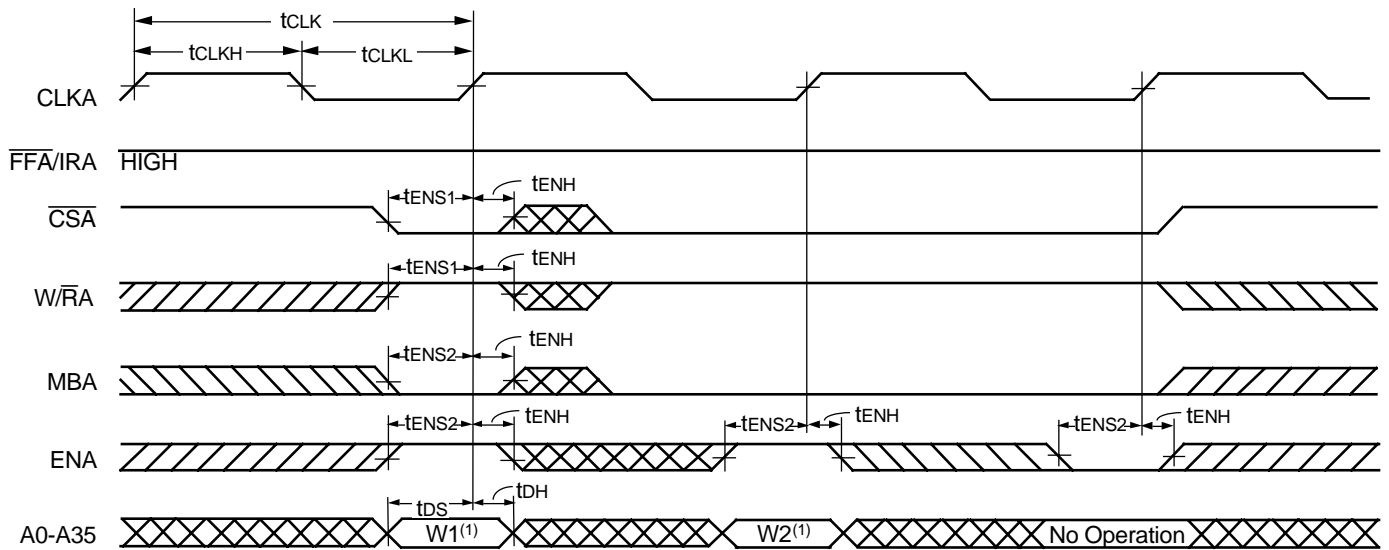 tCLK
tCLKH tCLKL
CLKA
FFA/IRA HIGH
tENS1 tENH
CSA
tENS1 tENH
W/RA
tENS2 tENH
MBA
tENS2 tENH tENS2 tENH tENS2 tENH
ENA
tDS tDH
A0-A35 W1(1) W2(1) No Operation